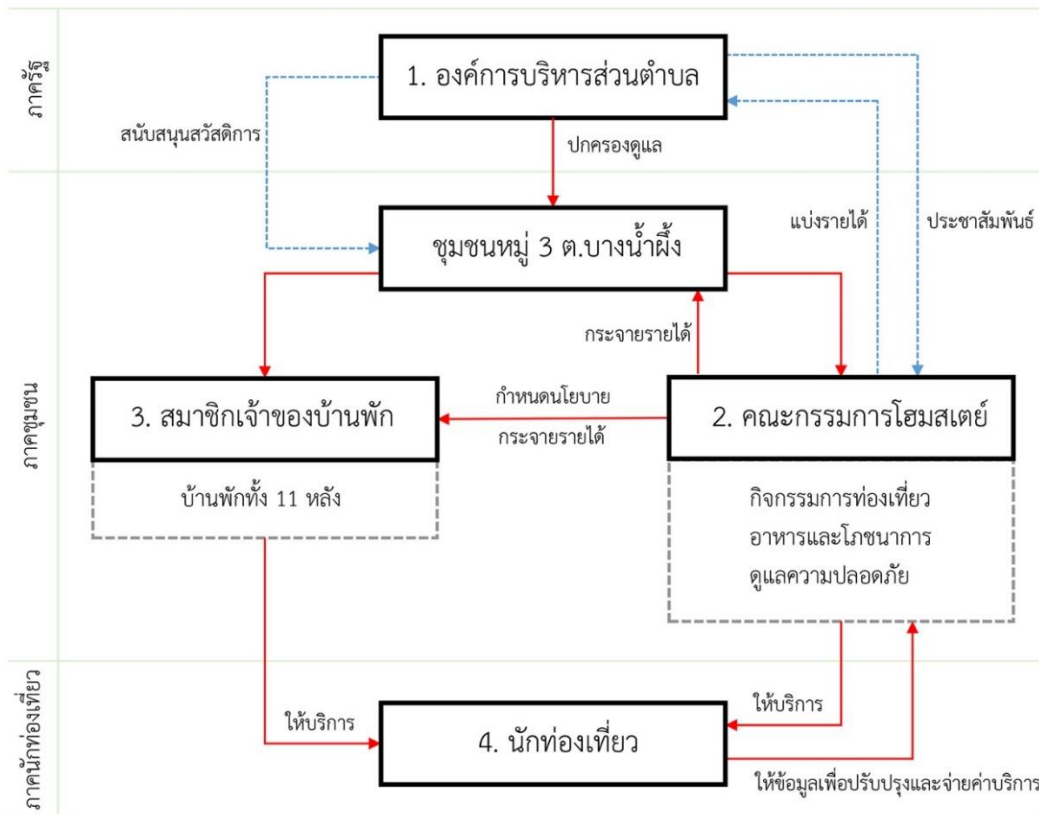 ภาครัฐ
1. องค์การบริหารส่วนตำบล
สนับสนุนสวัสดิการ
ปกครองดูแล
แบ่งรายได้
ประชาสัมพันธ์
ภาคชุมชน
ชุมชนหมู่ 3 ต.บางน้ำผึ้ง
กระจายรายได้
3. สมาชิกเจ้าของบ้านพัก
กำหนดนโยบาย
กระจายรายได้
2. คณะกรรมการโฮมสเตย์
บ้านพักทั้ง 11 หลัง
กิจกรรมการท่องเที่ยว
อาหารและโภชนาการ
ดูแลความปลอดภัย
ภาคนักท่องเที่ยว
ให้บริการ
4. นักท่องเที่ยว
ให้บริการ
ให้ข้อมูลเพื่อปรับปรุงและจ่ายค่าบริการ